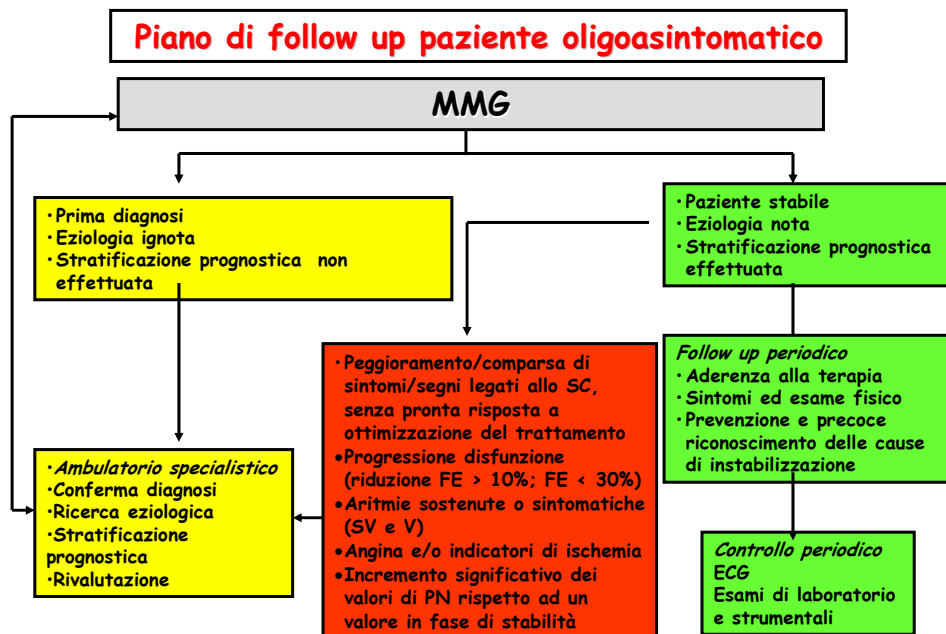 Piano di follow up paziente oligoasintomatico
MMG
·Prima diagnosi
·Eziologia ignota
·Stratificazione prognostica non
effettuata
·Paziente stabile
·Eziologia nota
·Stratificazione prognostica
effettuata
•Peggioramento/comparsa di
sintomi/segni legati allo SC,
senza pronta risposta a
ottimizzazione del trattamento
•Progressione disfunzione
(riduzione FE > 10%; FE < 30%)
•Aritmie sostenute o sintomatiche
(SV e V)
•Angina e/o indicatori di ischemia
•Incremento significativo dei
valori di PN rispetto ad un
valore in fase di stabilità
Follow up periodico
·Aderenza alla terapia
·Sintomi ed esame fisico
·Prevenzione e precoce
riconoscimento delle cause
di instabilizzazione
·Ambulatorio specialistico
·Conferma diagnosi
·Ricerca eziologica
·Stratificazione
prognostica
·Rivalutazione
Controllo periodico
ECG
Esami di laboratorio
e strumentali